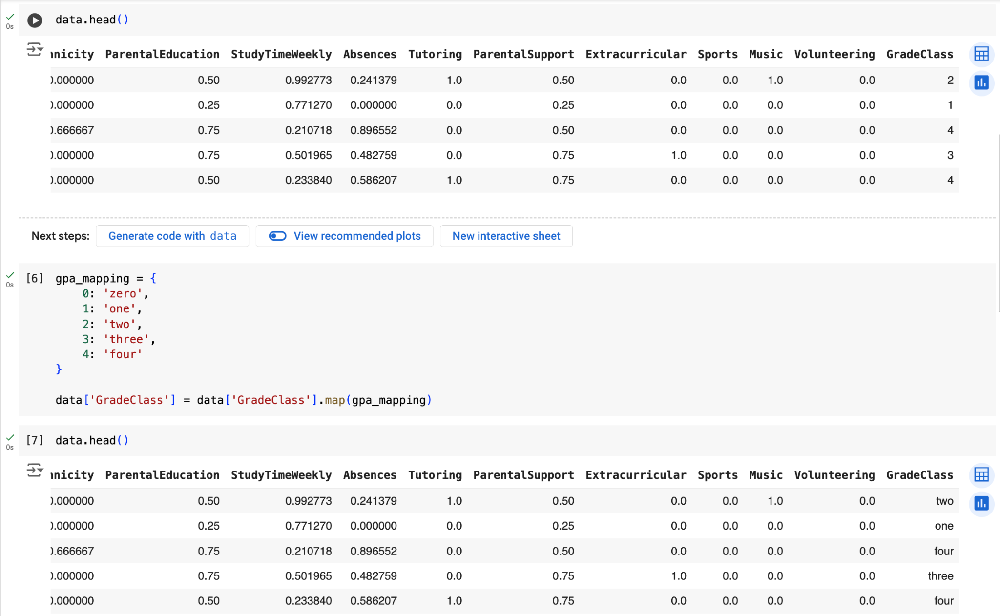 0s data.head()
nicity ParentalEducation StudyTimeWeekly Absences Tutoring ParentalSupport Extracurricular Sports Music Volunteering GradeClass
.000000 0.50 0.992773 0.241379 1.0 0.50 0.0 0.0 1.0 0.0 2
.000000 0.25 0.771270 0.000000 0.0 0.25 0.0 0.0 0.0 0.0 1
.666667 0.75 0.210718 0.896552 0.0 0.50 0.0 0.0 0.0 0.0 4
.000000 0.75 0.501965 0.482759 0.0 0.75 1.0 0.0 0.0 0.0 3
.000000 0.50 0.233840 0.586207 1.0 0.75 0.0 0.0 0.0 0.0 4
Next steps: Generate code with data View recommended plots New interactive sheet
0s [6] gpa_mapping = {
0: 'zero',
1: 'one',
2: 'two',
3: 'three',
4: 'four'
}
data['GradeClass'] = data['GradeClass'].map(gpa_mapping)
0s [7] data.head()
nicity ParentalEducation StudyTimeWeekly Absences Tutoring ParentalSupport Extracurricular Sports Music Volunteering GradeClass
.000000 0.50 0.992773 0.241379 1.0 0.50 0.0 0.0 1.0 0.0 two
.000000 0.25 0.771270 0.000000 0.0 0.25 0.0 0.0 0.0 0.0 one
.666667 0.75 0.210718 0.896552 0.0 0.50 0.0 0.0 0.0 0.0 four
.000000 0.75 0.501965 0.482759 0.0 0.75 1.0 0.0 0.0 0.0 three
.000000 0.50 0.233840 0.586207 1.0 0.75 0.0 0.0 0.0 0.0 four